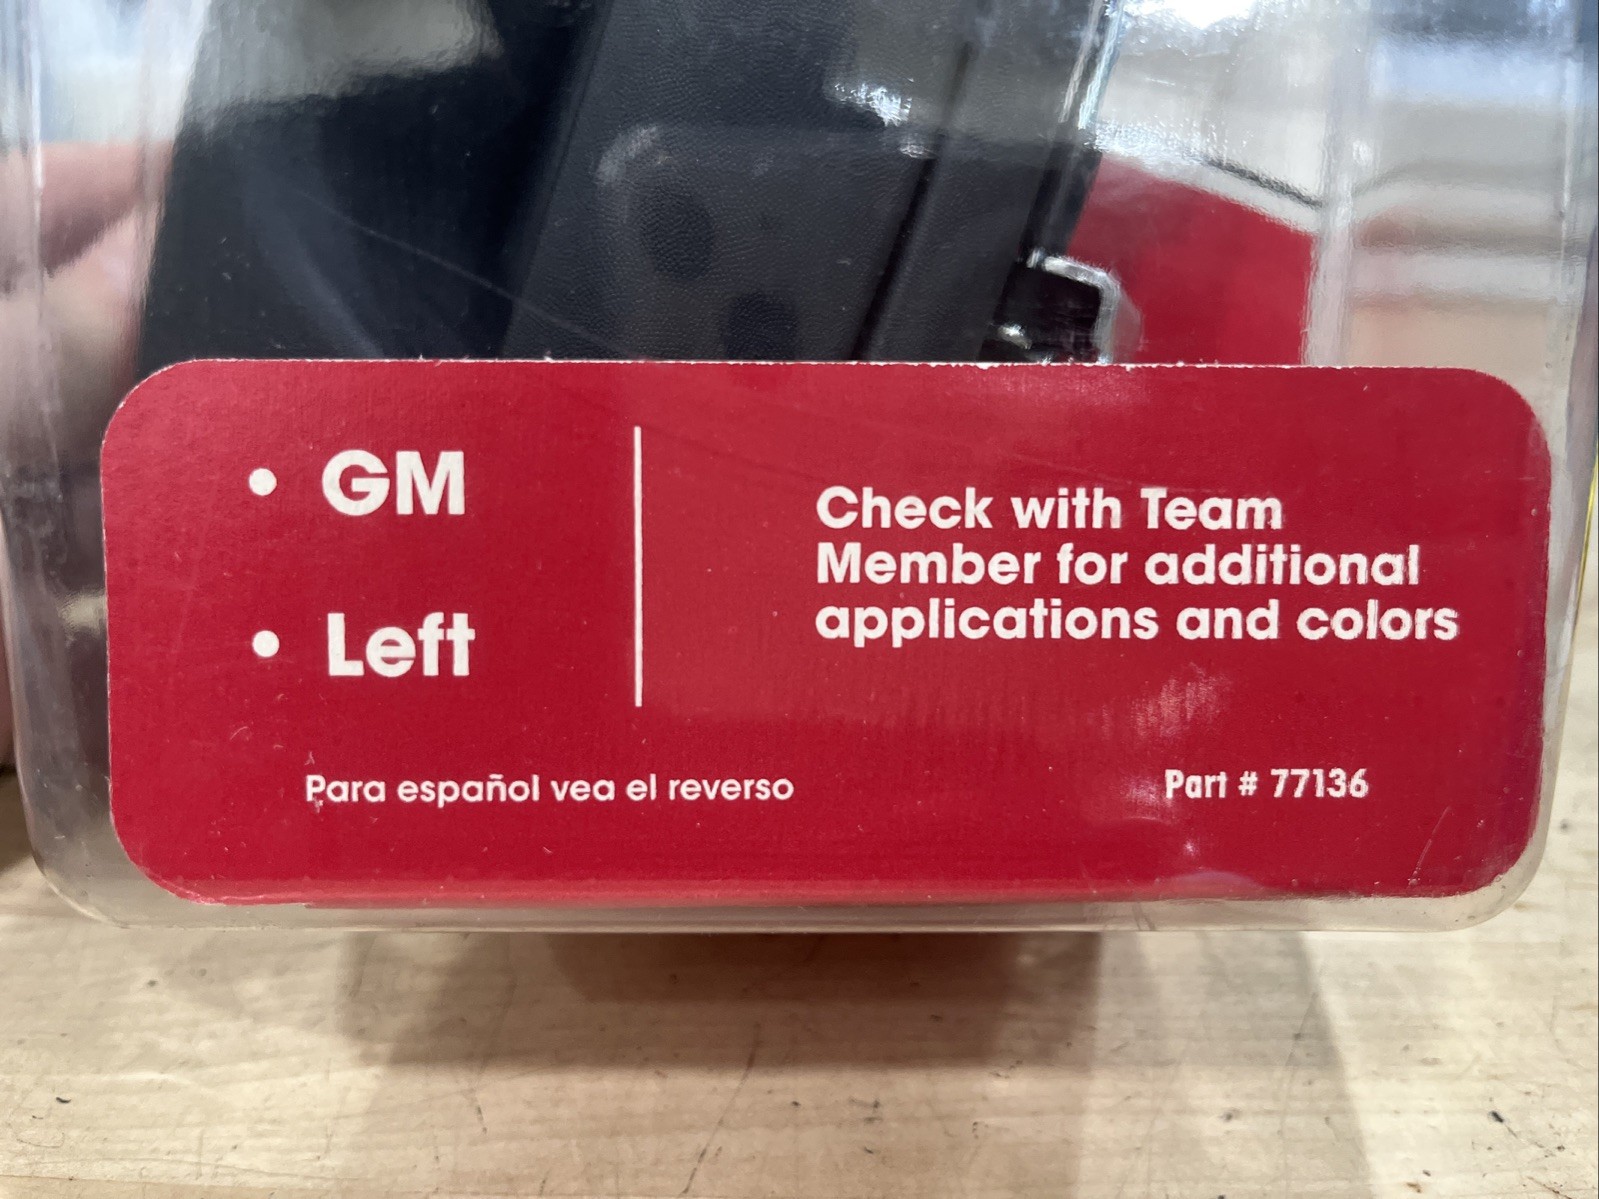 • GM
• Left
Check with Team
Member for additional
applications and colors
Para español vea el reverso
Part # 77136